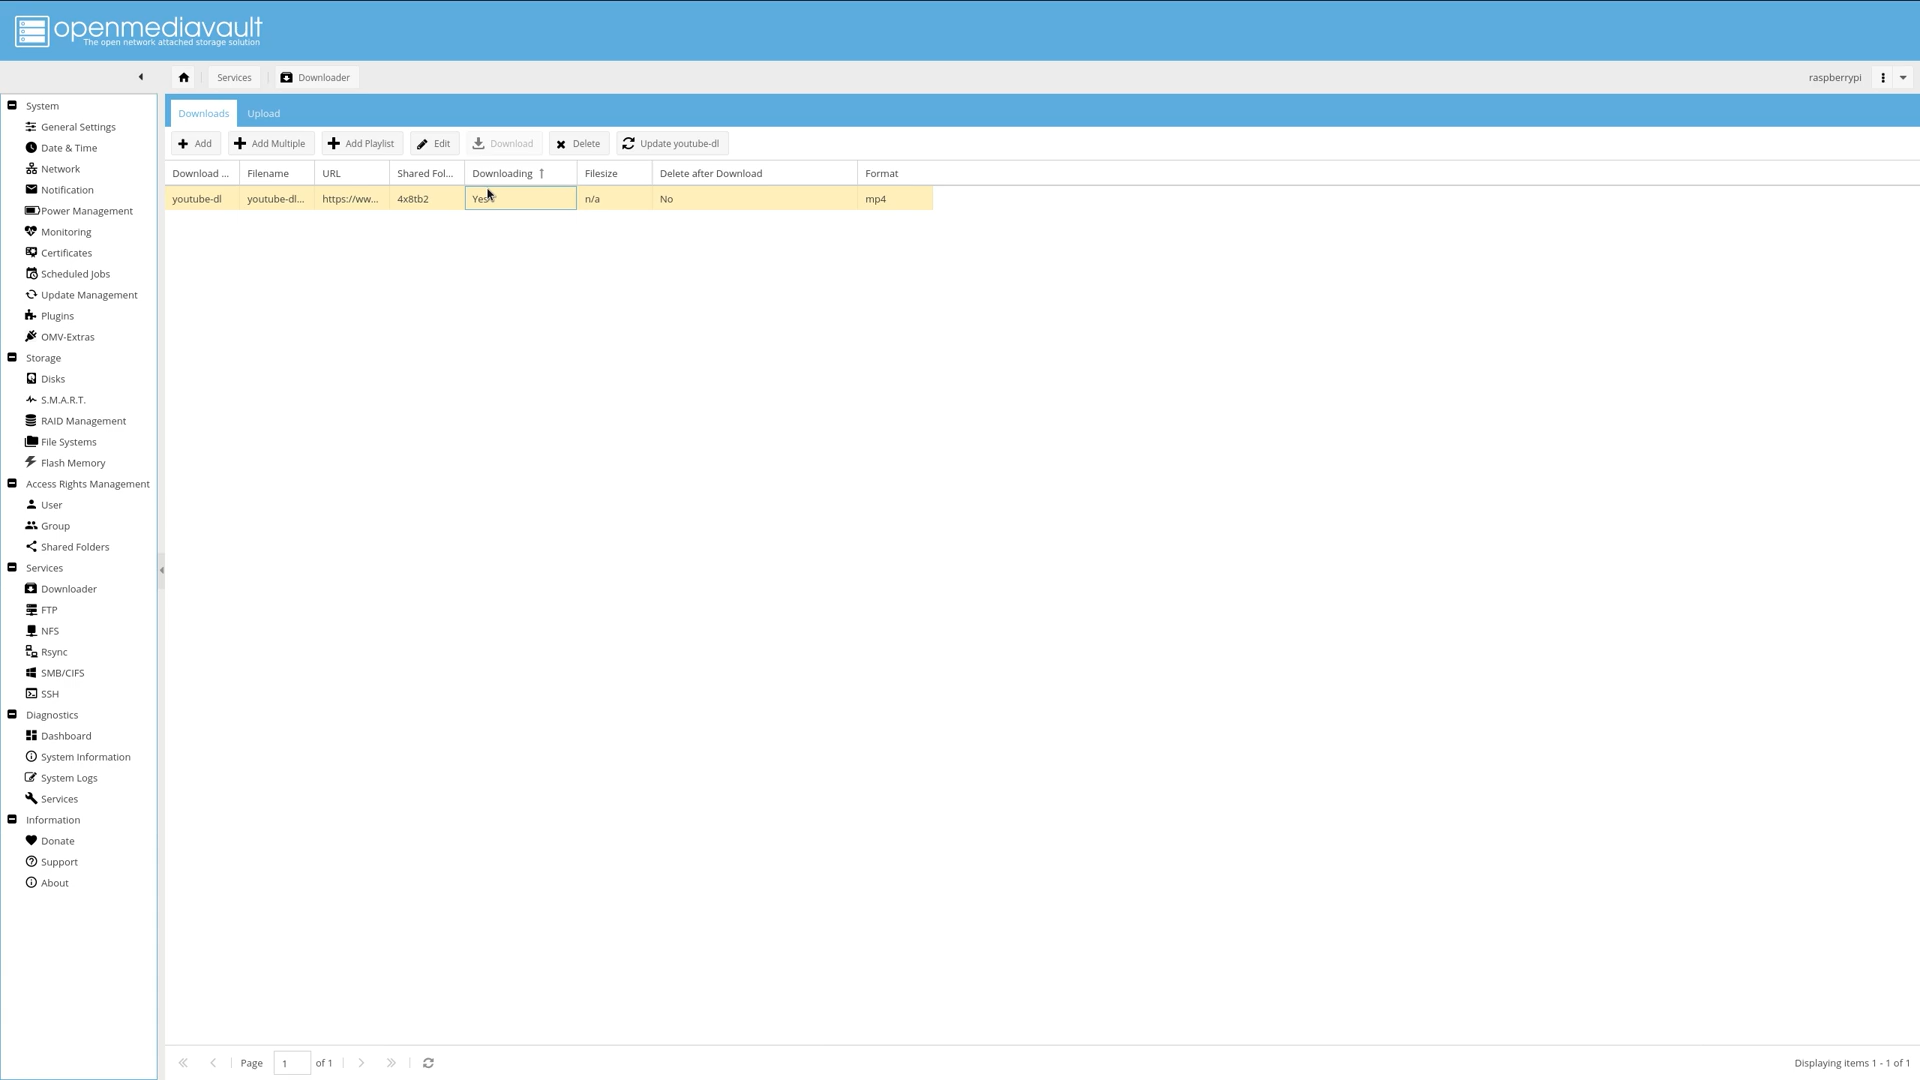 openmediavault
The open network attached storage solution
Services
Downloader
raspberrypi
System
General Settings
Date & Time
Network
Notification
Power Management
Monitoring
Certificates
Scheduled Jobs
Update Management
Plugins
OMV-Extras
Storage
Disks
S.M.A.R.T.
RAID Management
File Systems
Flash Memory
Access Rights Management
User
Group
Shared Folders
Services
Downloader
FTP
NFS
Rsync
SMB/CIFS
SSH
Diagnostics
Dashboard
System Information
System Logs
Services
Information
Donate
Support
About
Downloads Upload
Add Add Multiple Add Playlist Edit Download Delete Update youtube-dl
Download ... Filename URL Shared Fol... Downloading ↑ Filesize Delete after Download Format
youtube-dl youtube-dl... https://ww... 4x8tb2 Yes n/a No mp4
Page 1 of 1
Displaying items 1 - 1 of 1